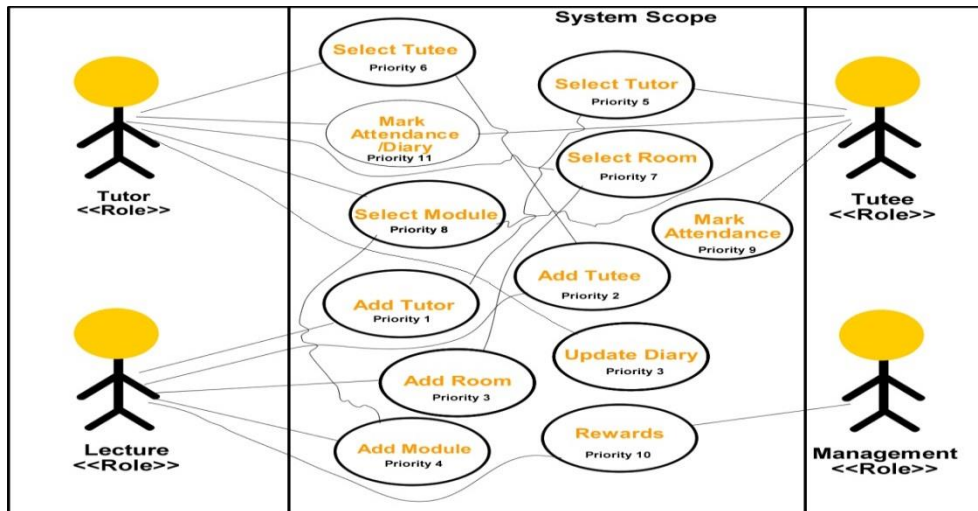 System Scope
Select Tutee
Priority 6
Select Tutor
Priority 5
Mark
Attendance
/Diary
Priority 11
Select Room
Priority 7
Tutor
<<Role>>
Tutee
<<Role>>
Select Module
Priority 8
Mark
Attendance
Priority 9
Add Tutee
Priority 2
Add Tutor
Priority 1
Update Diary
Priority 3
Add Room
Priority 3
Rewards
Priority 10
Add Module
Priority 4
Lecture
<<Role>>
Management
<<Role>>